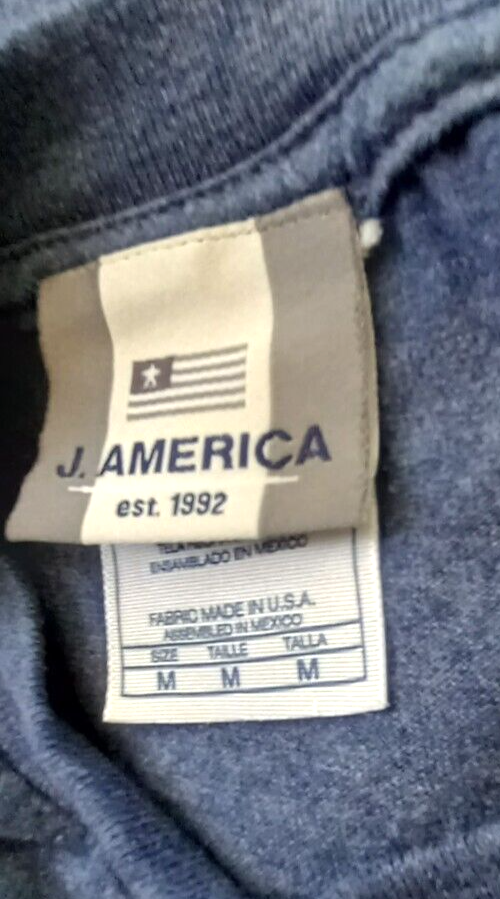 J. AMERICA
est. 1992
ENSAMBLADO EN MEXICO
FABRIC MADE IN U.S.A.
ASSEMBLED IN MEXICO
SIZE TAILLE TALLA
M M M